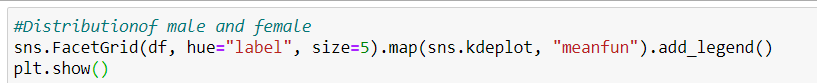 #Distributionof male and female
sns.FacetGrid(df, hue="label", size=5).map(sns.kdeplot, "meanfun").add_legend()
plt.show()